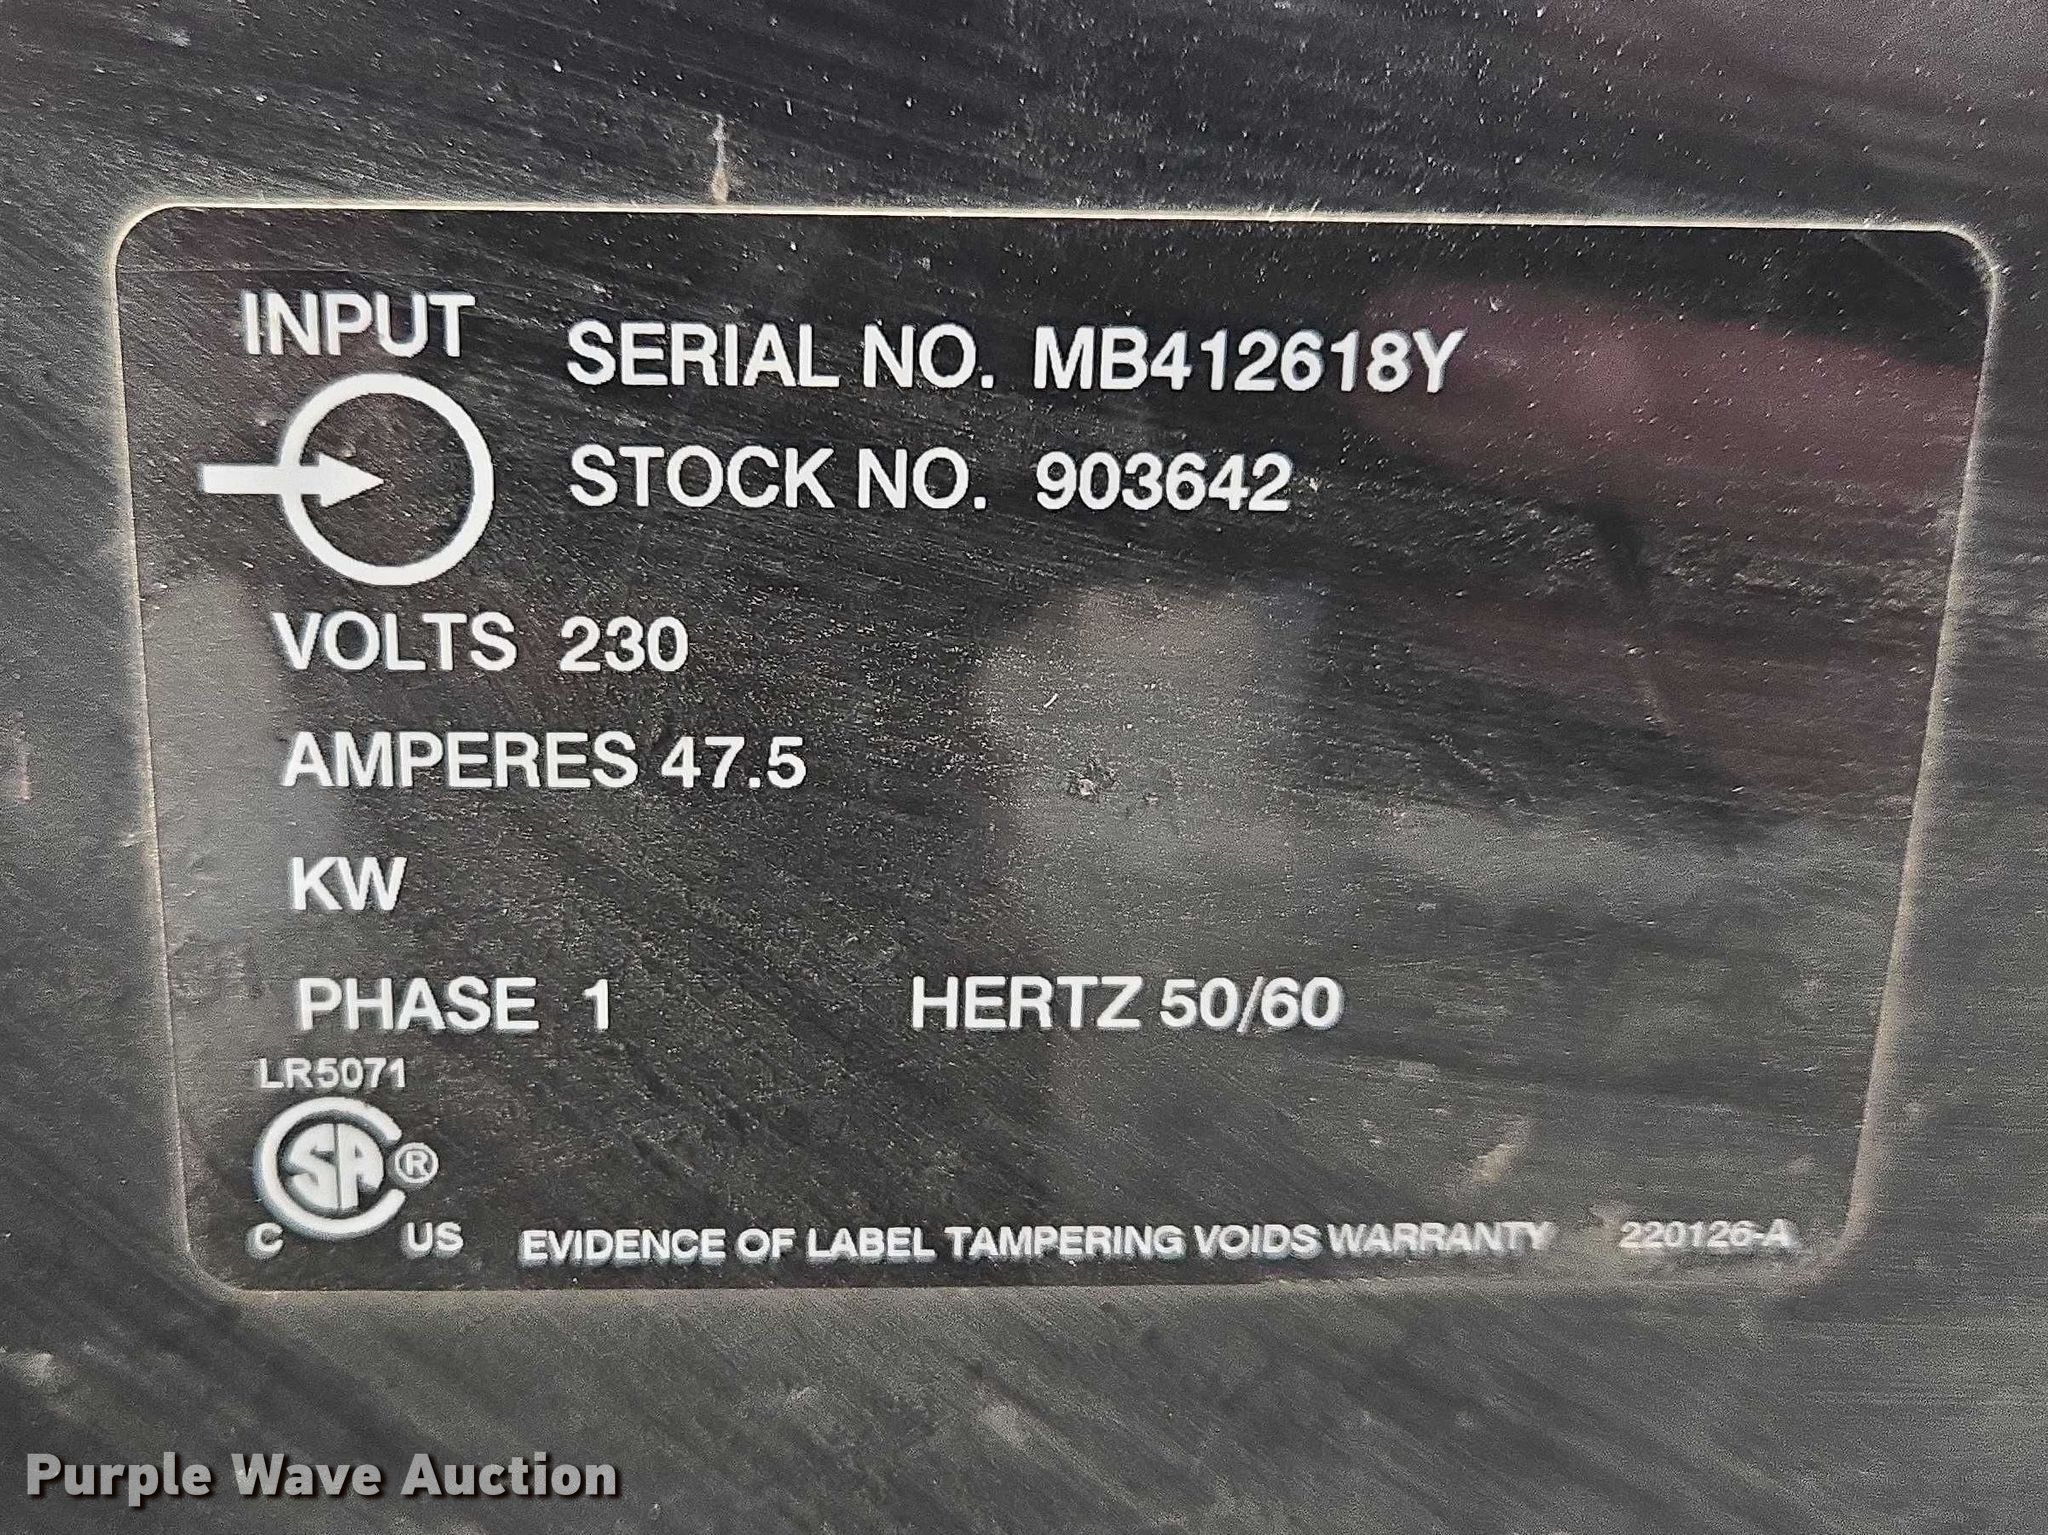 INPUT
SERIAL NO. MB412618Y
STOCK NO. 903642
VOLTS 230
AMPERES 47.5
KW
PHASE 1 HERTZ 50/60
LR5071
CSA®
C US
EVIDENCE OF LABEL TAMPERING VOIDS WARRANTY 220126-A
Purple Wave Auction